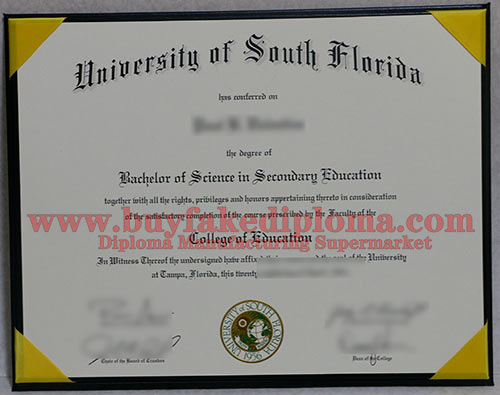 University of South Florida
has conferred on
the degree of
Bachelor of Science in Secondary Education
together with all the rights, privileges and honors appertaining thereto in consideration
of the satisfactory completion of the course prescribed by the Faculty of the
www.buyfakediploma.com
College of Education
Diploma Manufacturing Supermarket
In Witness Thereof the undersigned have the seal of the University
at Tampa, Florida, this
UNIVERSITY OF SOUTH FLORIDA
1956
Chair of the Board of Trustees
Dean of the College